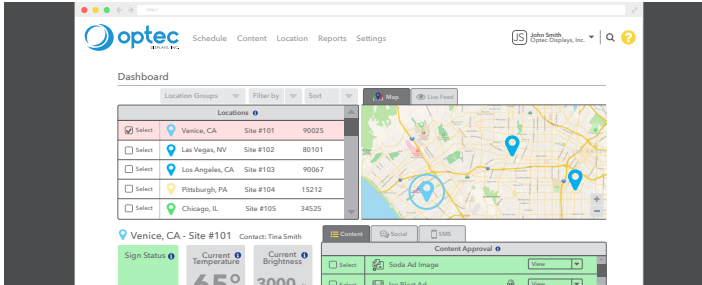 optec
DISPLAYS, INC.
Schedule Content Location Reports Settings
JS John Smith
Optec Displays, Inc.
?
Dashboard
Location Groups Filter by Sort
Map Live Feed
Locations
Select Venice, CA Site #101 90025
Select Las Vegas, NV Site #102 80101
Select Los Angeles, CA Site #103 90067
Select Pittsburgh, PA Site #104 15212
Select Chicago, IL Site #105 34525
Venice, CA - Site #101 Contact: Tina Smith
Content Social SMS
Content Approval
Sign Status
Current
Temperature
Current
Brightness
65°
3000
Select Soda Ad Image View
Select View